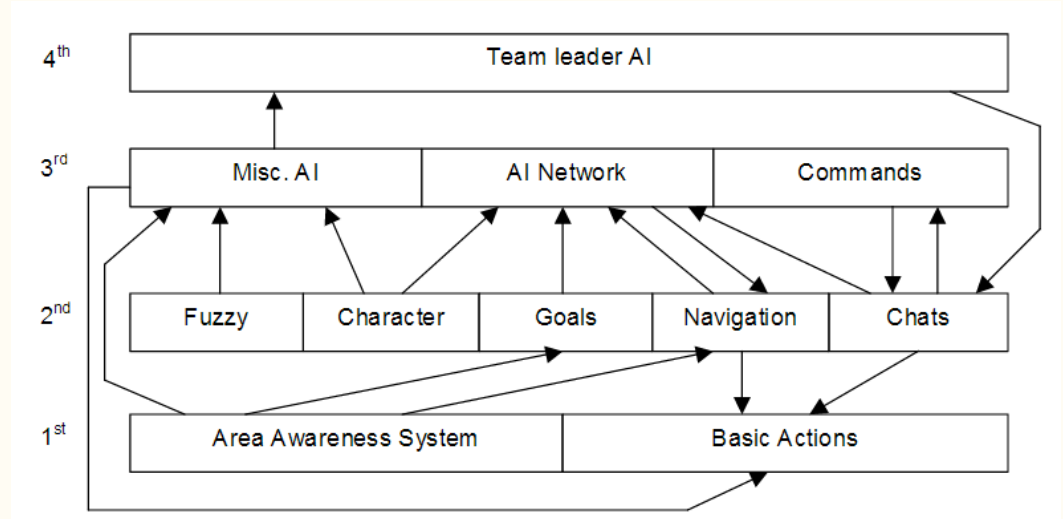 4th
Team leader AI
3rd
Misc. AI
AI Network
Commands
2nd
Fuzzy
Character
Goals
Navigation
Chats
1st
Area Awareness System
Basic Actions